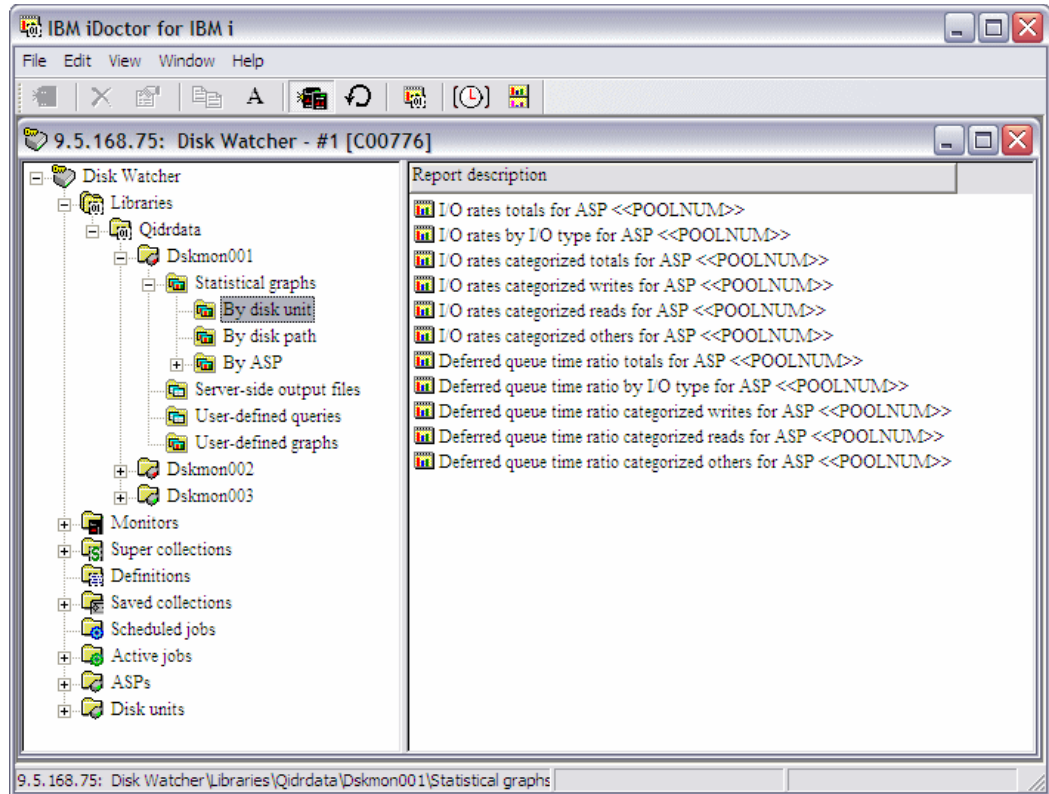 IBM iDoctor for IBM i
File Edit View Window Help
A
9.5.168.75: Disk Watcher - #1 [C00776]
Disk Watcher
Libraries
Qidrdata
Dskmon001
Statistical graphs
By disk unit
By disk path
By ASP
Server-side output files
User-defined queries
User-defined graphs
Dskmon002
Dskmon003
Monitors
Super collections
Definitions
Saved collections
Scheduled jobs
Active jobs
ASPs
Disk units
Report description
I/O rates totals for ASP <<POOLNUM>>
I/O rates by I/O type for ASP <<POOLNUM>>
I/O rates categorized totals for ASP <<POOLNUM>>
I/O rates categorized writes for ASP <<POOLNUM>>
I/O rates categorized reads for ASP <<POOLNUM>>
I/O rates categorized others for ASP <<POOLNUM>>
Deferred queue time ratio totals for ASP <<POOLNUM>>
Deferred queue time ratio by I/O type for ASP <<POOLNUM>>
Deferred queue time ratio categorized writes for ASP <<POOLNUM>>
Deferred queue time ratio categorized reads for ASP <<POOLNUM>>
Deferred queue time ratio categorized others for ASP <<POOLNUM>>
9.5.168.75: Disk Watcher\Libraries\Qidrdata\Dskmon001\Statistical graphs